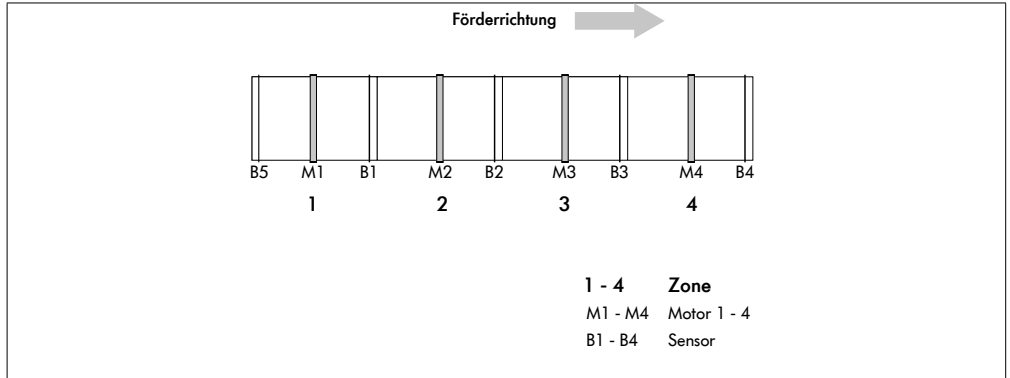 Förderrichtung
B5 M1 B1 M2 B2 M3 B3 M4 B4
1 2 3 4
1 - 4 Zone
M1 - M4 Motor 1 - 4
B1 - B4 Sensor